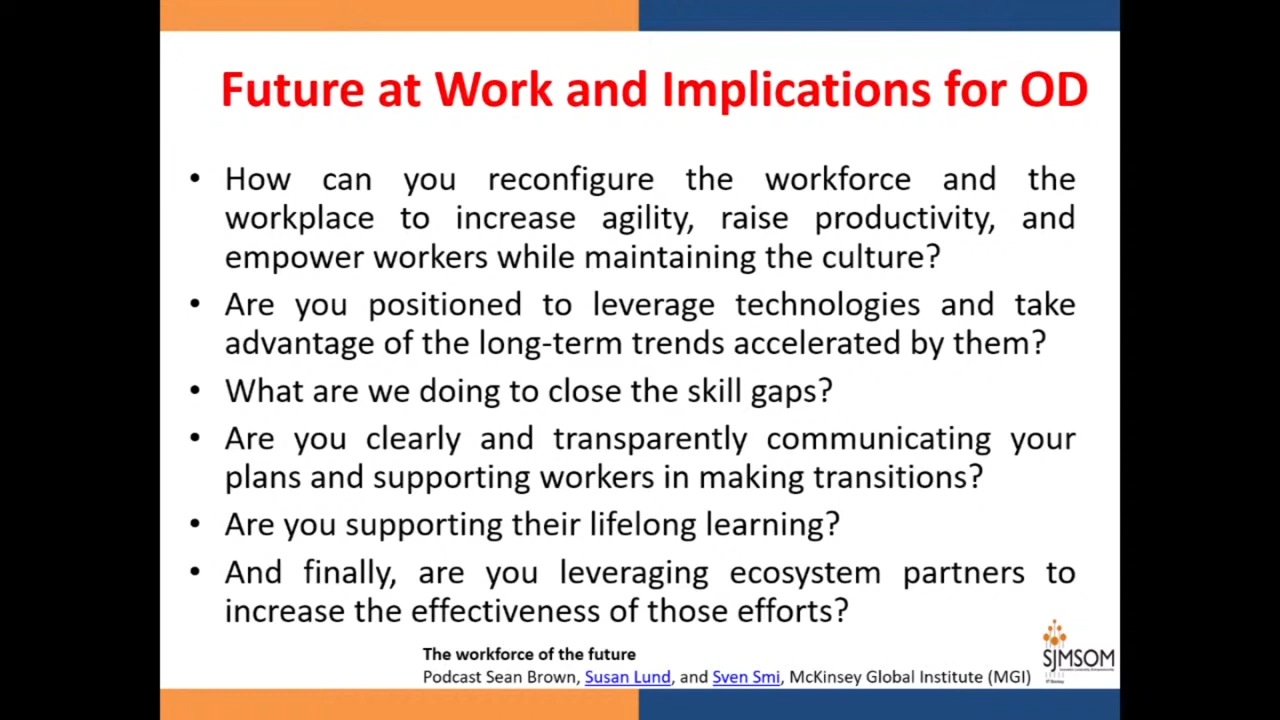 Future at Work and Implications for OD
• How can you reconfigure the workforce and the
workplace to increase agility, raise productivity, and
empower workers while maintaining the culture?
• Are you positioned to leverage technologies and take
advantage of the long-term trends accelerated by them?
• What are we doing to close the skill gaps?
• Are you clearly and transparently communicating your
plans and supporting workers in making transitions?
• Are you supporting their lifelong learning?
• And finally, are you leveraging ecosystem partners to
increase the effectiveness of those efforts?
The workforce of the future
Podcast Sean Brown, Susan Lund, and Sven Smi, McKinsey Global Institute (MGI)
SJMSOM